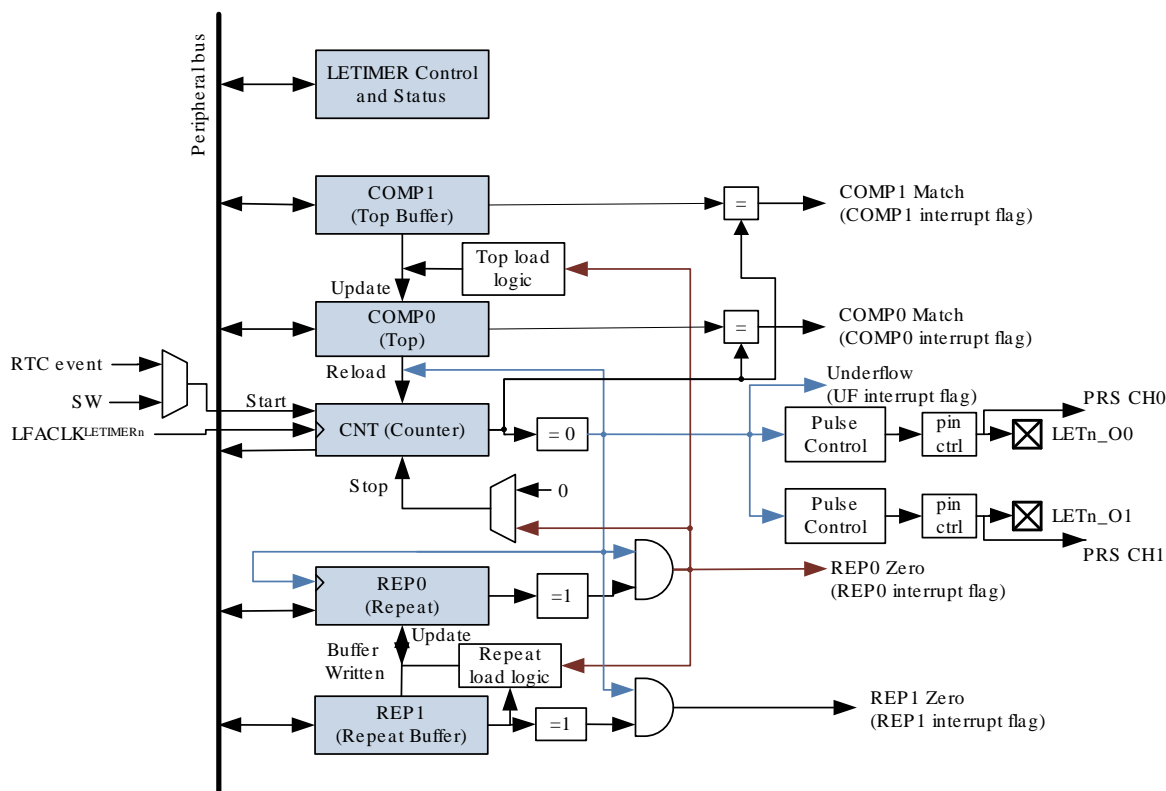 Peripheral bus
LETIMER Control
and Status
COMP1
(Top Buffer)
=
COMP1 Match
(COMP1 interrupt flag)
Top load
logic
Update
COMP0
(Top)
=
COMP0 Match
(COMP0 interrupt flag)
RTC event
SW
LFACLK LETIMERn
Reload
Start
CNT (Counter)
= 0
Underflow
(UF interrupt flag)
Pulse
Control
pin
ctrl
PRS CH0
LETn_O0
Stop
0
Pulse
Control
pin
ctrl
LETn_O1
PRS CH1
REP0
(Repeat)
=1
REP0 Zero
(REP0 interrupt flag)
Update
Buffer
Written
Repeat
load logic
REP1
(Repeat Buffer)
=1
REP1 Zero
(REP1 interrupt flag)